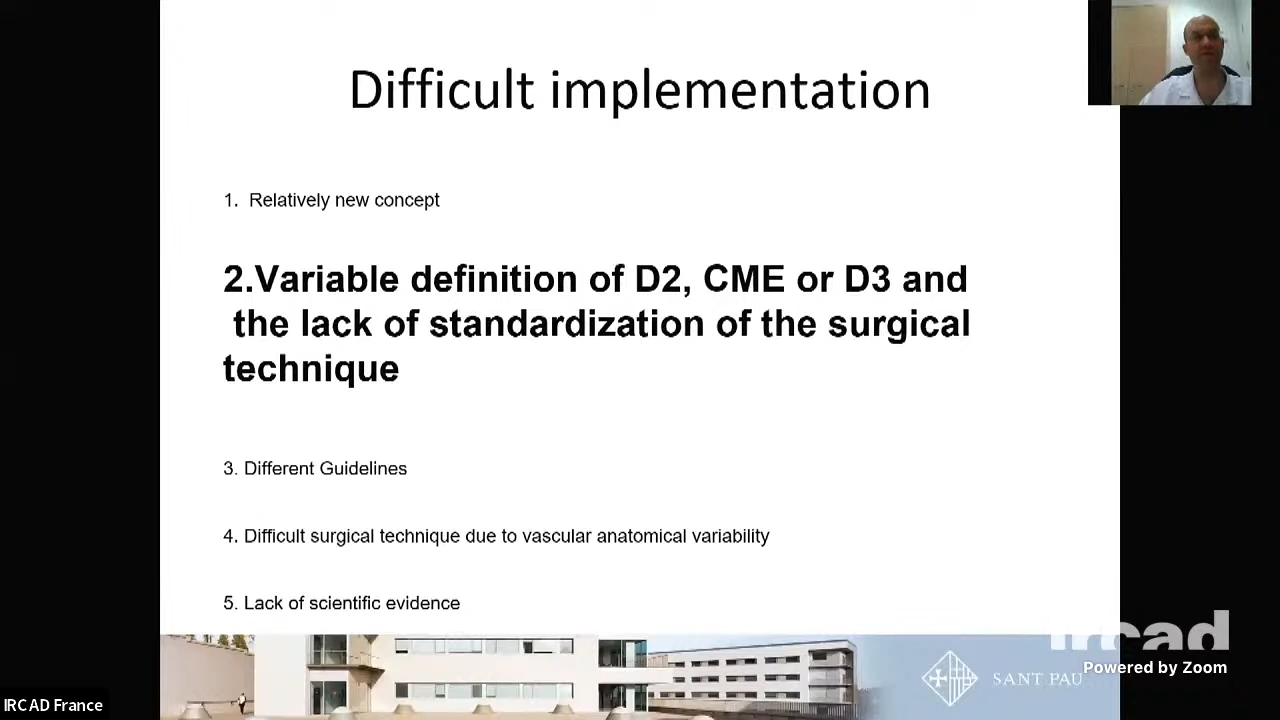 Difficult implementation
1. Relatively new concept
2.Variable definition of D2, CME or D3 and
the lack of standardization of the surgical
technique
3. Different Guidelines
4. Difficult surgical technique due to vascular anatomical variability
5. Lack of scientific evidence
ircad
Powered by Zoom
SANT PAU
IRCAD France